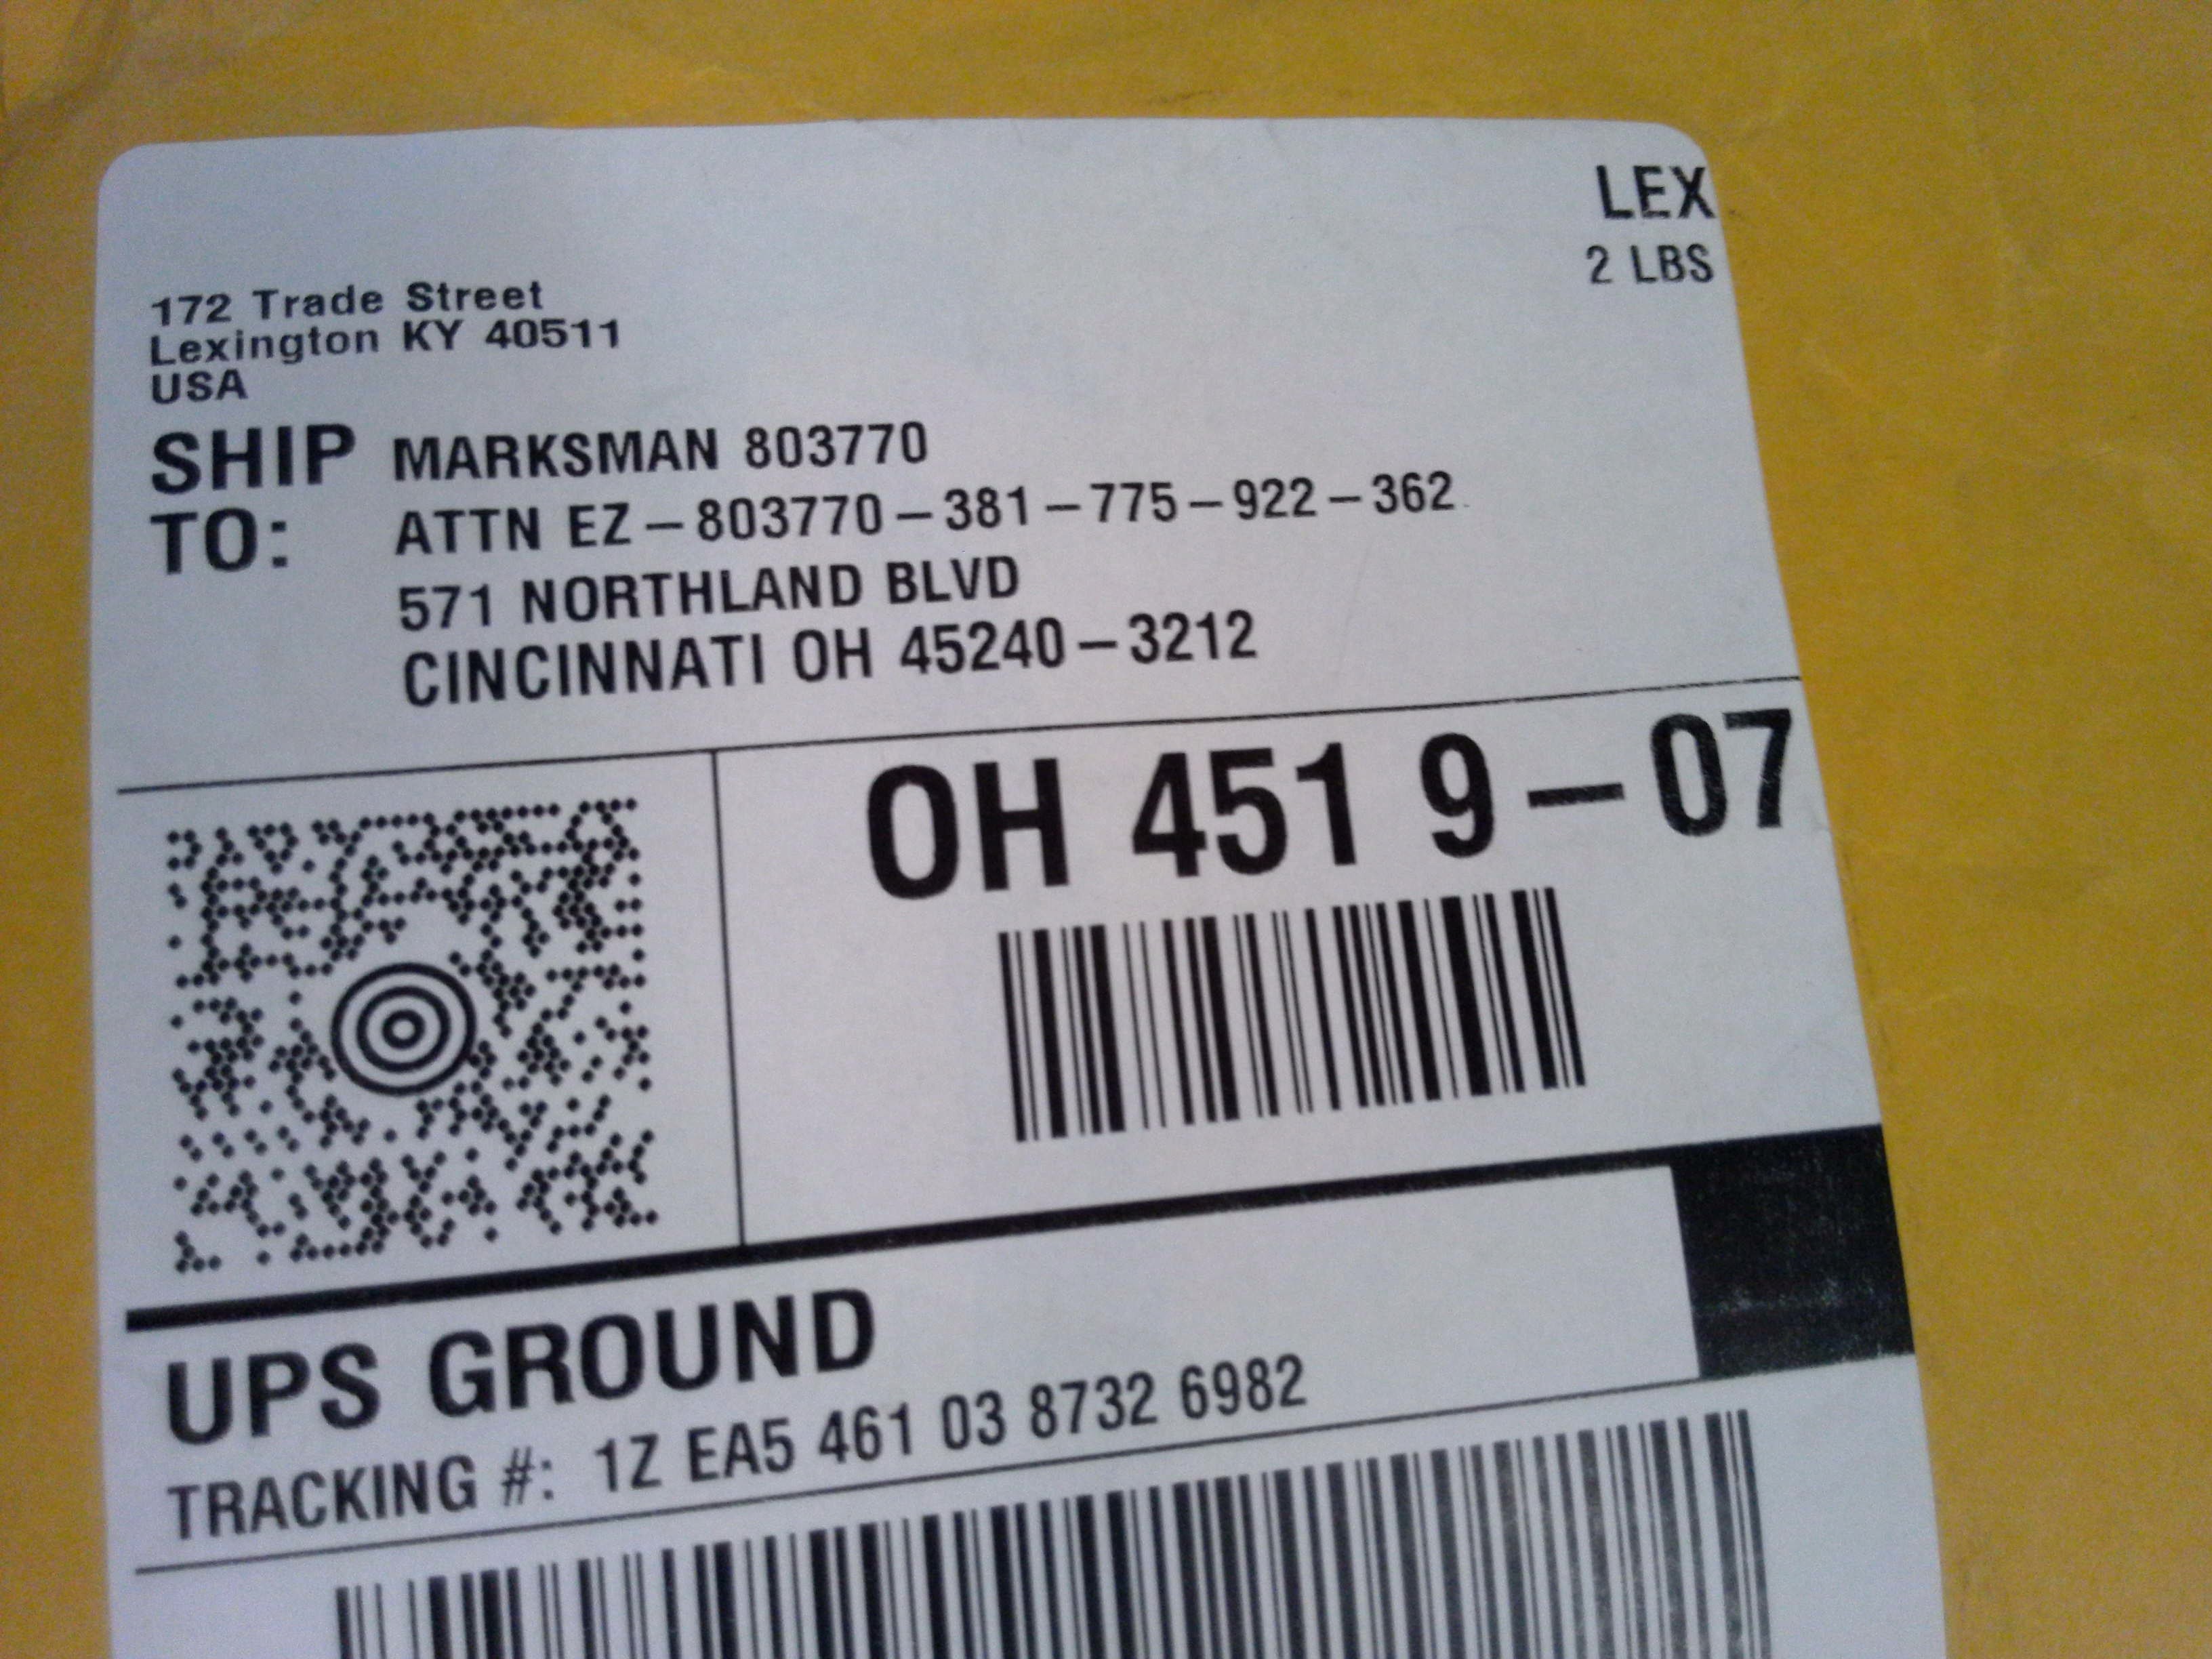 LEX
2 LBS
172 Trade Street
Lexington KY 40511
USA
SHIP TO:
MARKSMAN 803770
ATTN EZ-803770-381-775-922-362
571 NORTHLAND BLVD
CINCINNATI OH 45240-3212
OH 451 9-07
UPS GROUND
TRACKING #: 1Z EA5 461 03 8732 6982